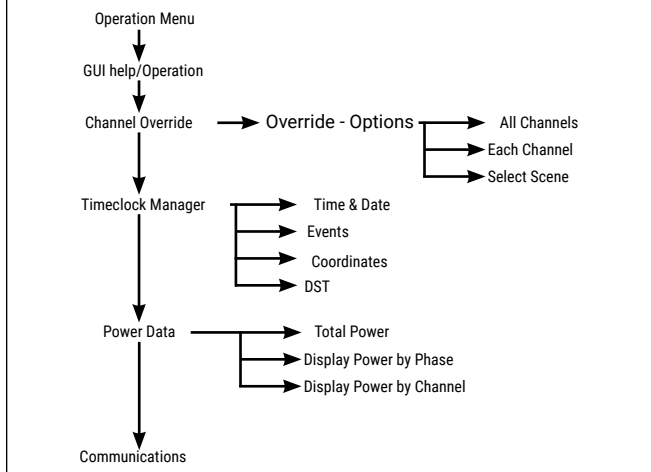 Operation Menu
GUI help/Operation
Channel Override
Override - Options
All Channels
Each Channel
Select Scene
Timeclock Manager
Time & Date
Events
Coordinates
DST
Power Data
Total Power
Display Power by Phase
Display Power by Channel
Communications